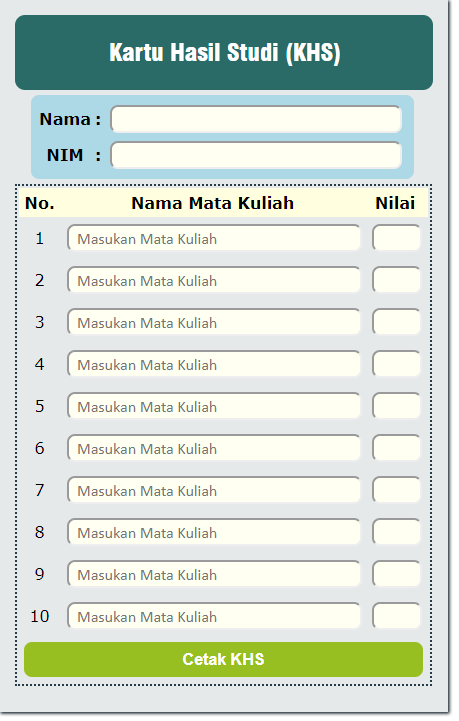 Kartu Hasil Studi (KHS)
Nama :
NIM :
No. Nama Mata Kuliah Nilai
1 Masukan Mata Kuliah
2 Masukan Mata Kuliah
3 Masukan Mata Kuliah
4 Masukan Mata Kuliah
5 Masukan Mata Kuliah
6 Masukan Mata Kuliah
7 Masukan Mata Kuliah
8 Masukan Mata Kuliah
9 Masukan Mata Kuliah
10 Masukan Mata Kuliah
Cetak KHS